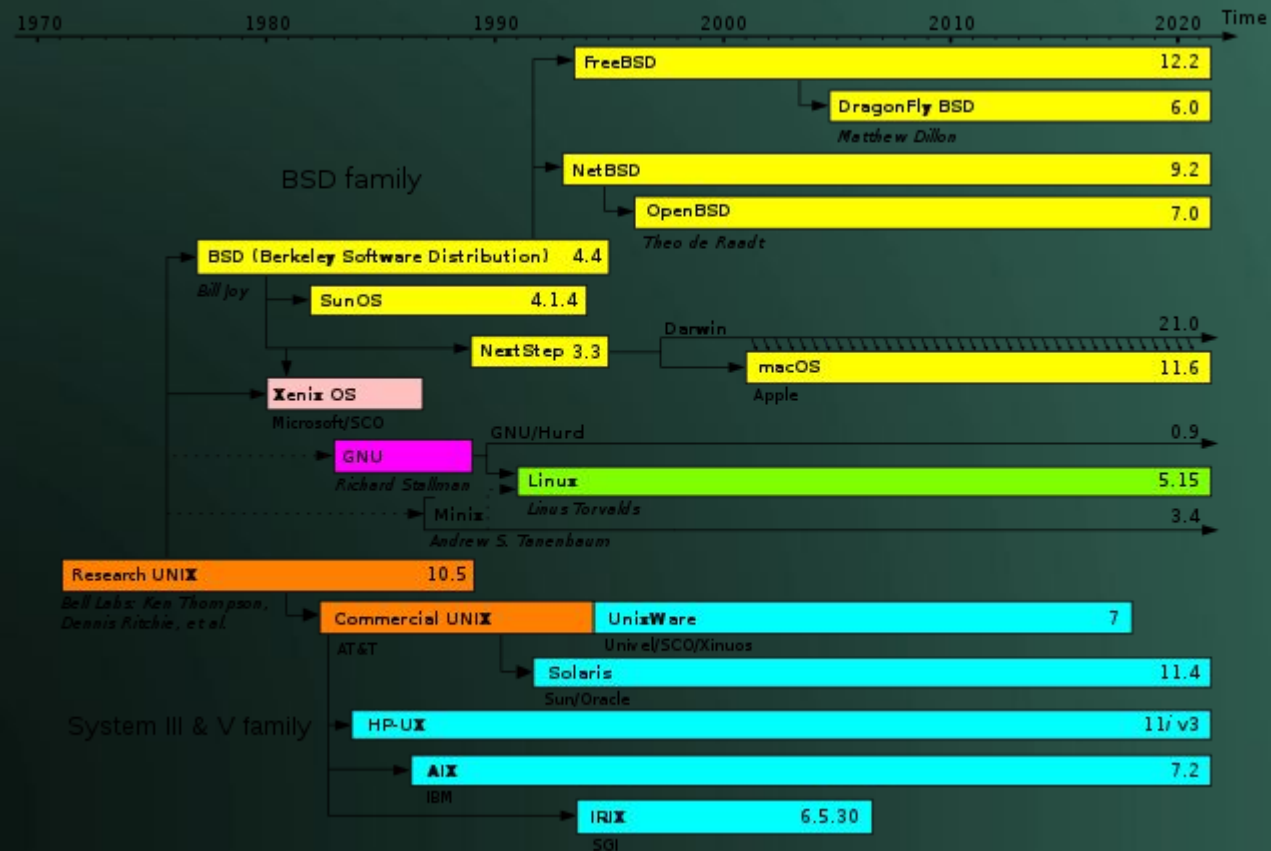 1970 1980 1990 2000 2010 2020 Time
FreeBSD 12.2
DragonFly BSD 6.0
Matthew Dillon
BSD family
NetBSD 9.2
OpenBSD 7.0
Theo de Raadt
BSD (Berkeley Software Distribution) 4.4
Bill Joy
SunOS 4.1.4
Darwin 21.0
NextStep 3.3
macOS 11.6
Apple
Xenix OS
Microsoft/SCO
GNU/Hurd 0.9
GNU
Richard Stallman
Linux 5.15
Linus Torvalds
Minix 3.4
Andrew S. Tanenbaum
Research UNIX 10.5
Bell Labs: Ken Thompson,
Dennis Ritchie, et al.
Commercial UNIX
AT&T
UnixWare 7
Univel/SCO/Xinuos
Solaris 11.4
Sun/Oracle
System III & V family
HP-UX 11i v3
AIX 7.2
IBM
IRIX 6.5.30
SGI